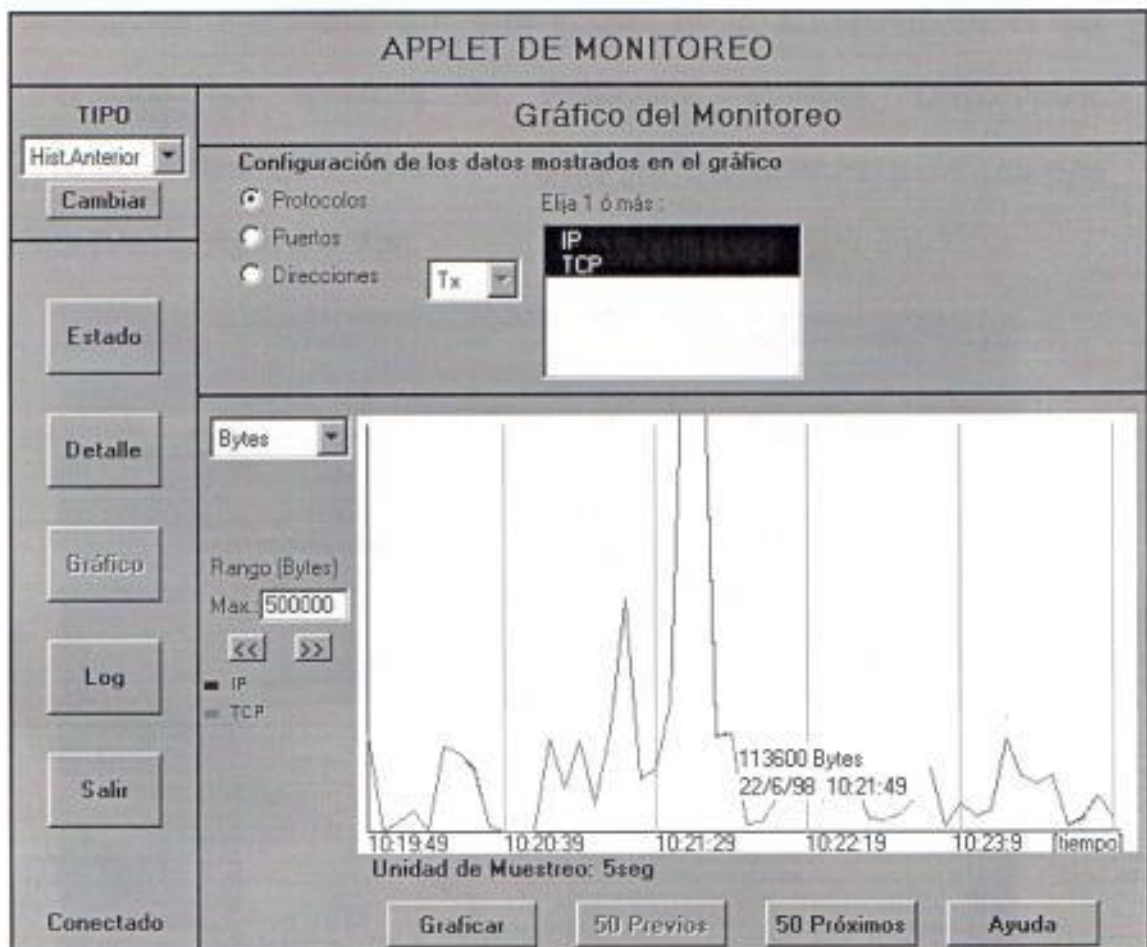 APPLET DE MONITOREO
TIPO
Hist.Anterior
Cambiar
Estado
Detalle
Gráfico
Log
Salir
Conectado
Gráfico del Monitoreo
Configuración de los datos mostrados en el gráfico
Protocolos
Puertos
Direcciones
Tx
Elija 1 ó más :
IP
TCP
Bytes
Rango (Bytes)
Max.: 500000
<< >>
IP
TCP
113600 Bytes
22/6/98 10:21:49
10:19:49 10:20:39 10:21:29 10:22:19 10:23:9 [tiempo]
Unidad de Muestreo: 5seg
Graficar 50 Previos 50 Próximos Ayuda